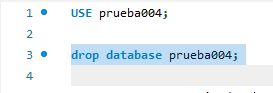 1 USE prueba004;
2
3 drop database prueba004;
4